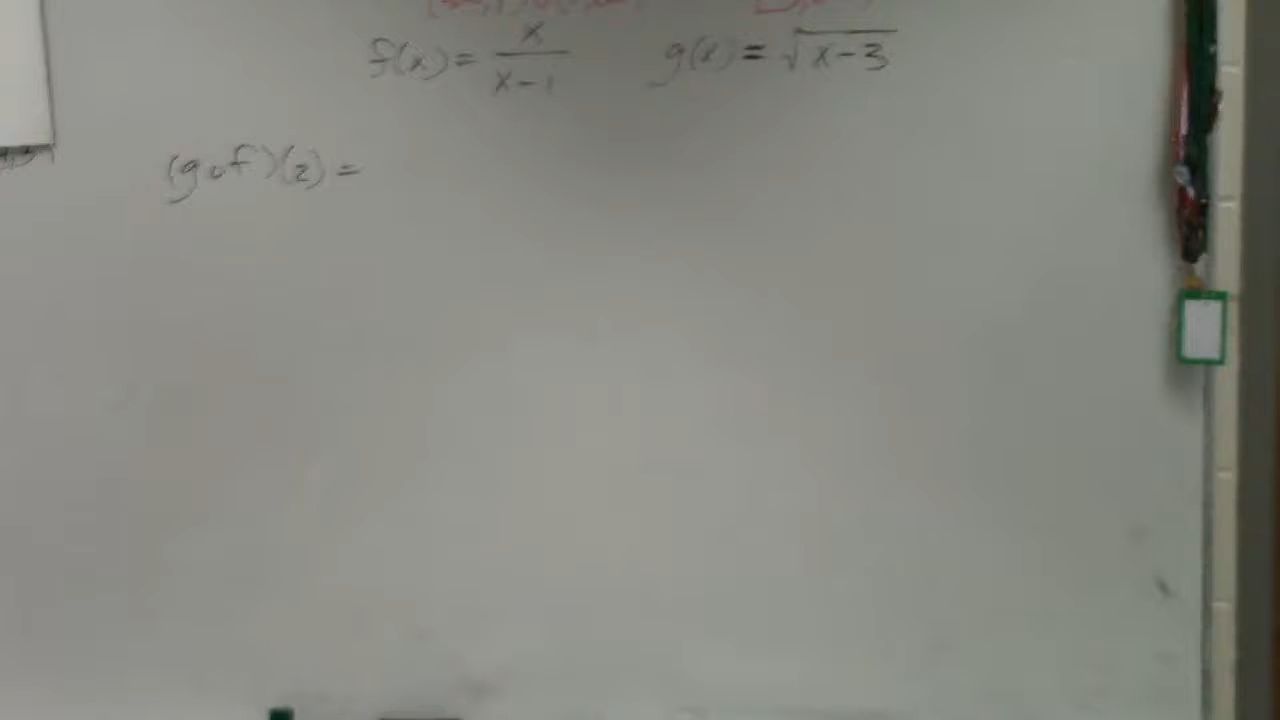 f(x) = x/(x-1) g(x) = √(x-3)
(g∘f)(2) =